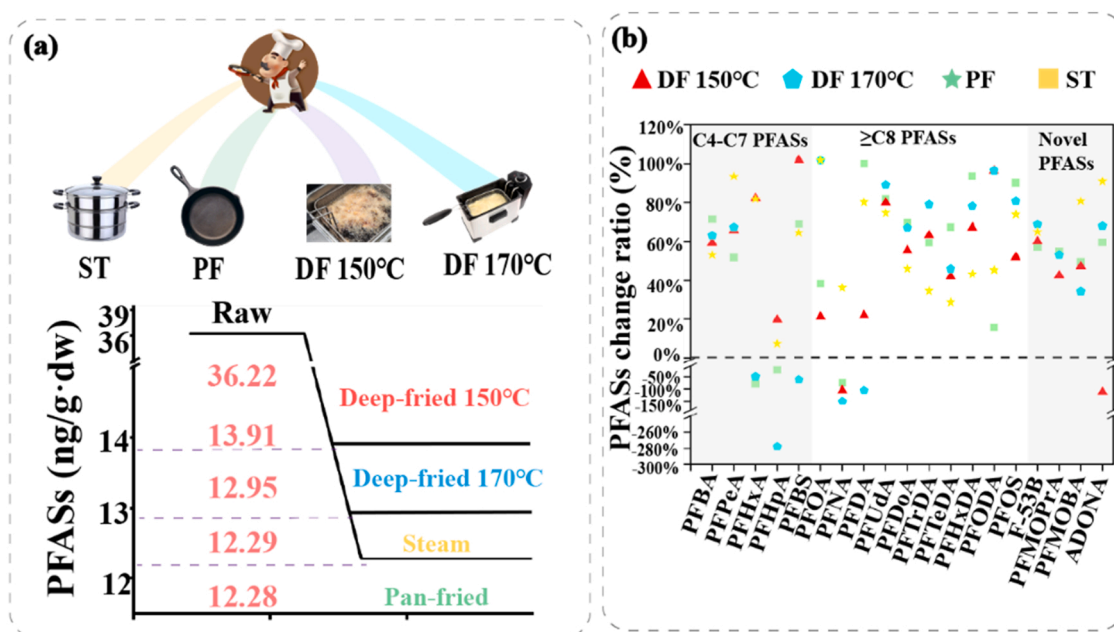 (a)
ST
PF
DF 150°C
DF 170°C
PFASs (ng/g·dw)
39
36
14
13
12
Raw
36.22
Deep-fried 150°C
13.91
Deep-fried 170°C
12.95
Steam
12.29
Pan-fried
12.28
(b)
DF 150°C DF 170°C PF ST
PFASs change ratio (%)
120%
100%
80%
60%
40%
20%
0%
-50%
-100%
-150%
-260%
-280%
-300%
C4-C7 PFASs
≥C8 PFASs
Novel
PFASs
PFBA
PFPeA
PFHxA
PFHpA
PFBS
PFOA
PFNA
PFDA
PFUdA
PFDoA
PFTrDA
PFTeDA
PFHxDA
PFODA
PFOS
F-53B
PFMOPrA
PFMOBA
ADONA